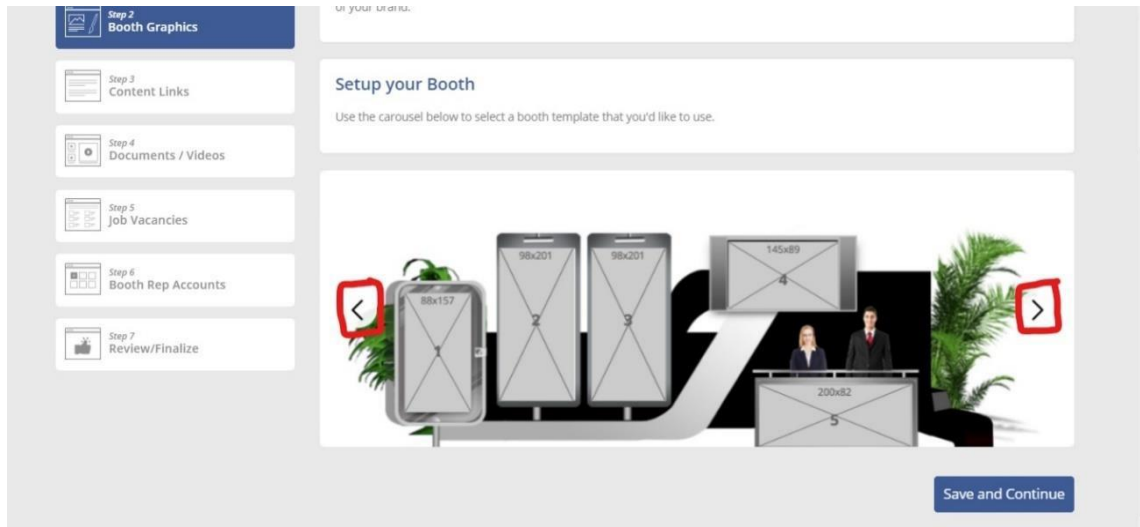 Step 2
Booth Graphics
of your brand.
Step 3
Content Links
Step 4
Documents / Videos
Step 5
Job Vacancies
Step 6
Booth Rep Accounts
Step 7
Review/Finalize
Setup your Booth
Use the carousel below to select a booth template that you'd like to use.
88x157
1
98x201
2
98x201
3
145x89
4
200x82
5
Save and Continue